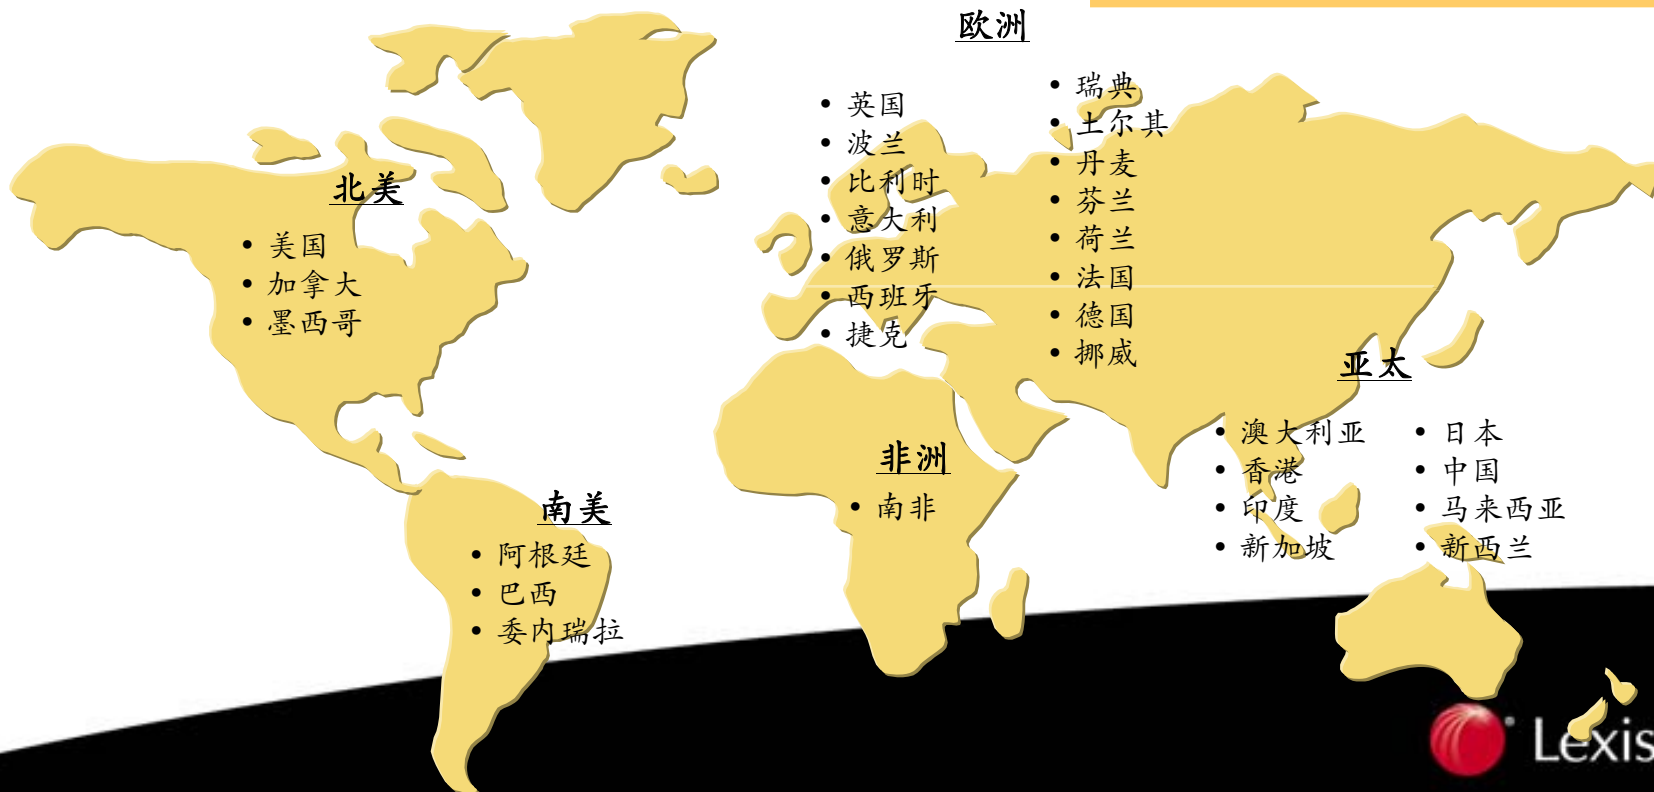 欧洲
英国
波兰
比利时
意大利
俄罗斯
西班牙
捷克
瑞典
土尔其
丹麦
芬兰
荷兰
法国
德国
挪威
北美
美国
加拿大
墨西哥
亚太
澳大利亚
香港
印度
新加坡
日本
中国
马来西亚
新西兰
非洲
南非
南美
阿根廷
巴西
委内瑞拉
Lexis